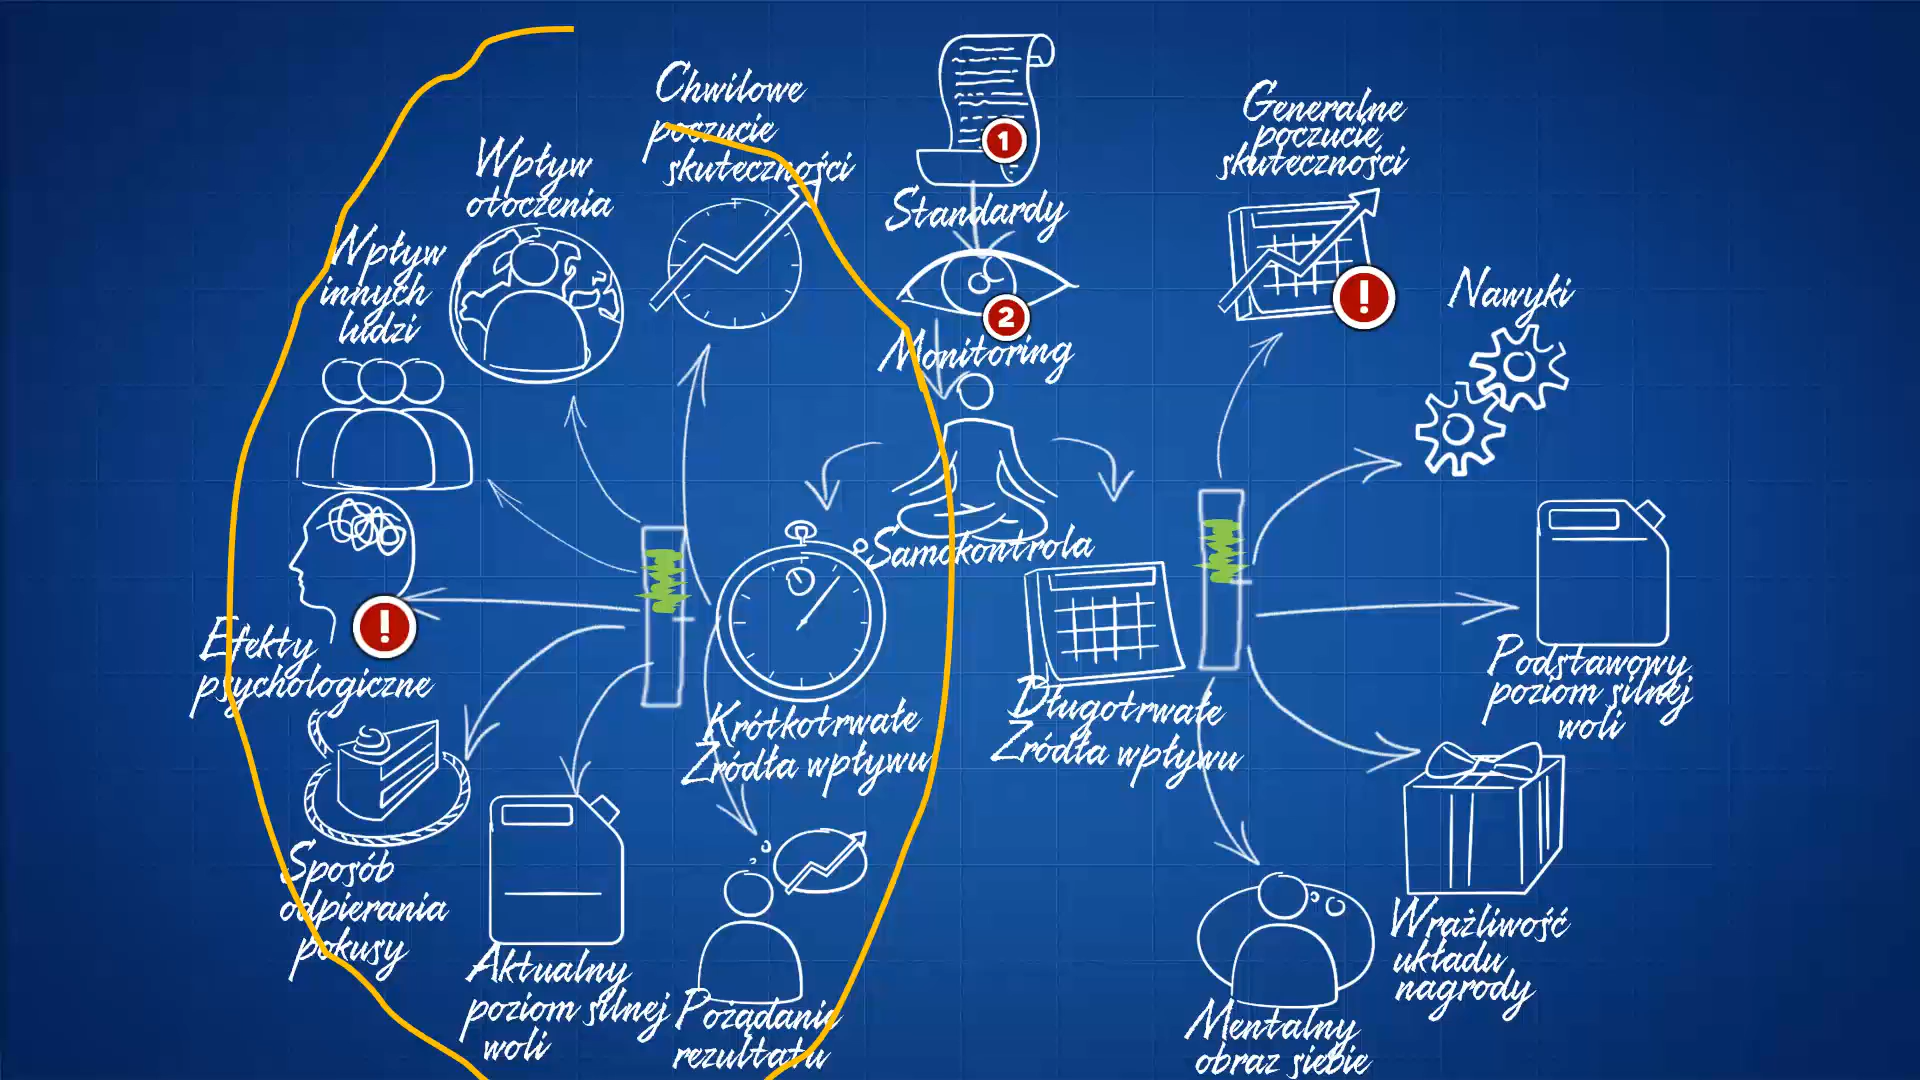 Chwilowe
poczucie
skuteczności
Wpływ
otoczenia
Wpływ
innych
ludzi
Efekty
psychologiczne
!
Sposób
odpierania
pokusy
Aktualny
poziom silnej
woli
Pożądanie
rezultatu
Krótkotrwałe
Źródła wpływu
1
Standardy
2
Monitoring
Samokontrola
Długotrwałe
Źródła wpływu
Generalne
poczucie
skuteczności
!
Nawyki
Podstawowy
poziom silnej
woli
Wrażliwość
układu
nagrody
Mentalny
obraz siebie